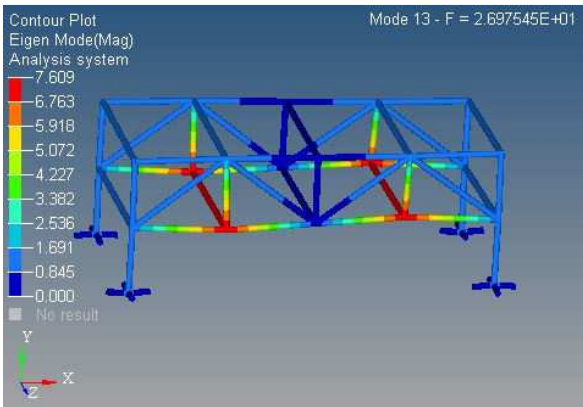 Contour Plot
Eigen Mode(Mag)
Analysis system
Mode 13 - F = 2.697545E+01
7.609
6.763
5.918
5.072
4.227
3.382
2.536
1.691
0.845
0.000
No result
Y
X
Z